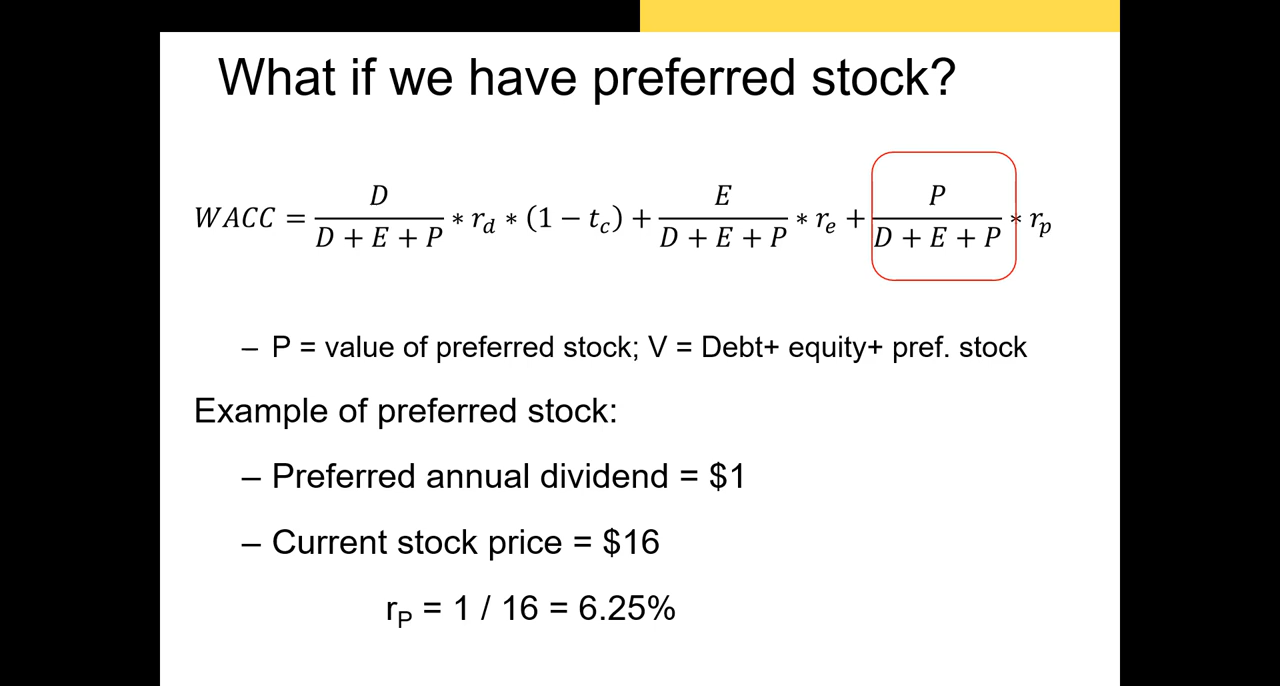 What if we have preferred stock?
WACC = D / (D + E + P) * r_d * (1 − t_c) + E / (D + E + P) * r_e + P / (D + E + P) * r_p
– P = value of preferred stock; V = Debt+ equity+ pref. stock
Example of preferred stock:
– Preferred annual dividend = $1
– Current stock price = $16
r_P = 1 / 16 = 6.25%